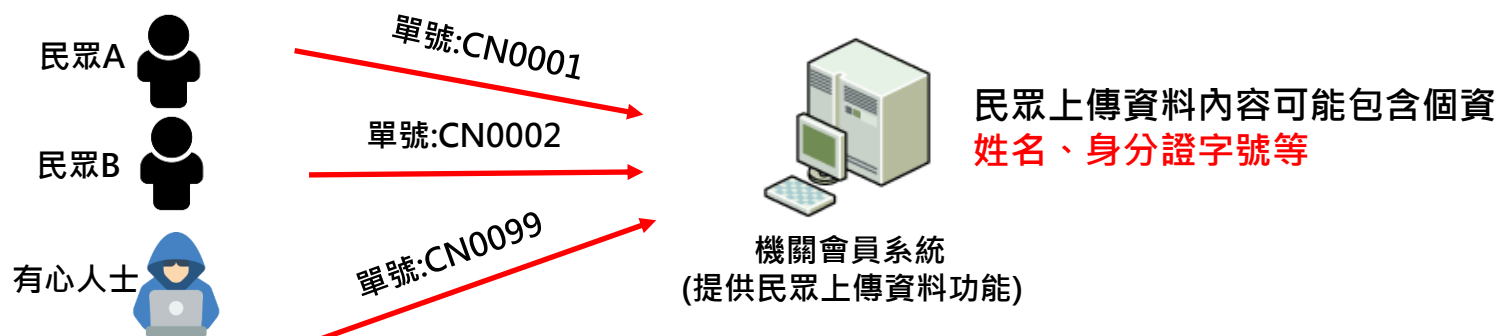 民眾A
單號:CN0001
民眾B
單號:CN0002
有心人士
單號:CN0099
機關會員系統
(提供民眾上傳資料功能)
民眾上傳資料內容可能包含個資
姓名、身分證字號等